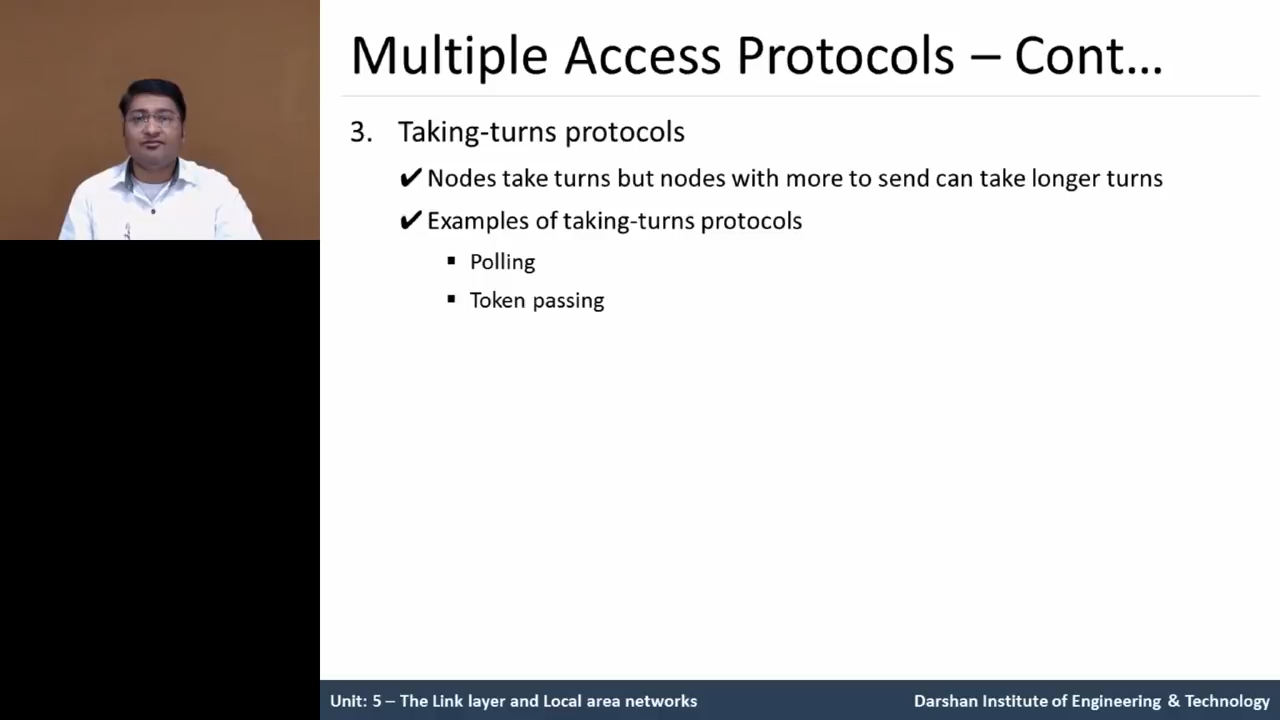 Multiple Access Protocols – Cont…
3. Taking-turns protocols
✔ Nodes take turns but nodes with more to send can take longer turns
✔ Examples of taking-turns protocols
▪ Polling
▪ Token passing
Unit: 5 – The Link layer and Local area networks
Darshan Institute of Engineering & Technology